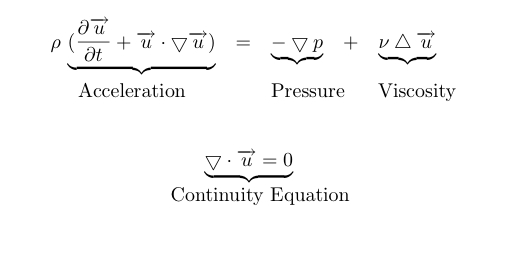 ρ (∂u⃗/∂t + u⃗ · ▽u⃗) = − ▽ p + ν △ u⃗
Acceleration Pressure Viscosity
▽ · u⃗ = 0
Continuity Equation